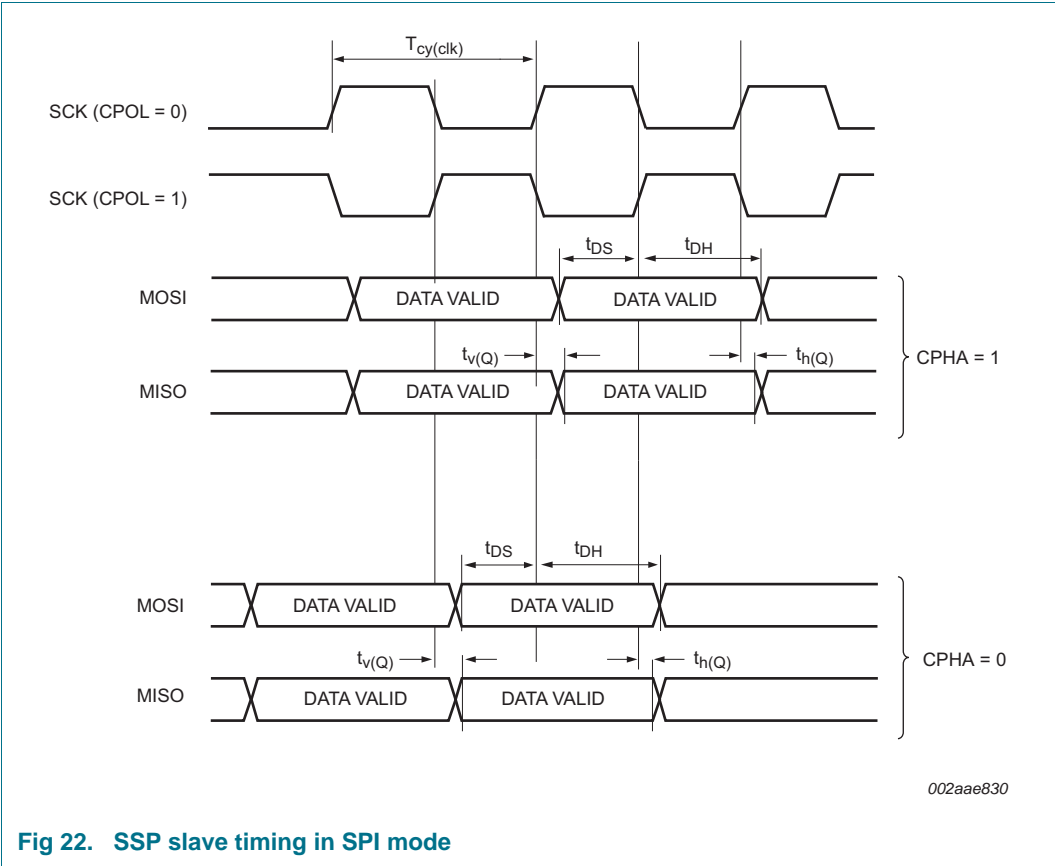 Tcy(clk)
SCK (CPOL = 0)
SCK (CPOL = 1)
tDS tDH
MOSI DATA VALID DATA VALID
tv(Q) th(Q)
CPHA = 1
MISO DATA VALID DATA VALID
tDS tDH
MOSI DATA VALID DATA VALID
tv(Q) th(Q)
CPHA = 0
MISO DATA VALID DATA VALID
002aae830
Fig 22. SSP slave timing in SPI mode